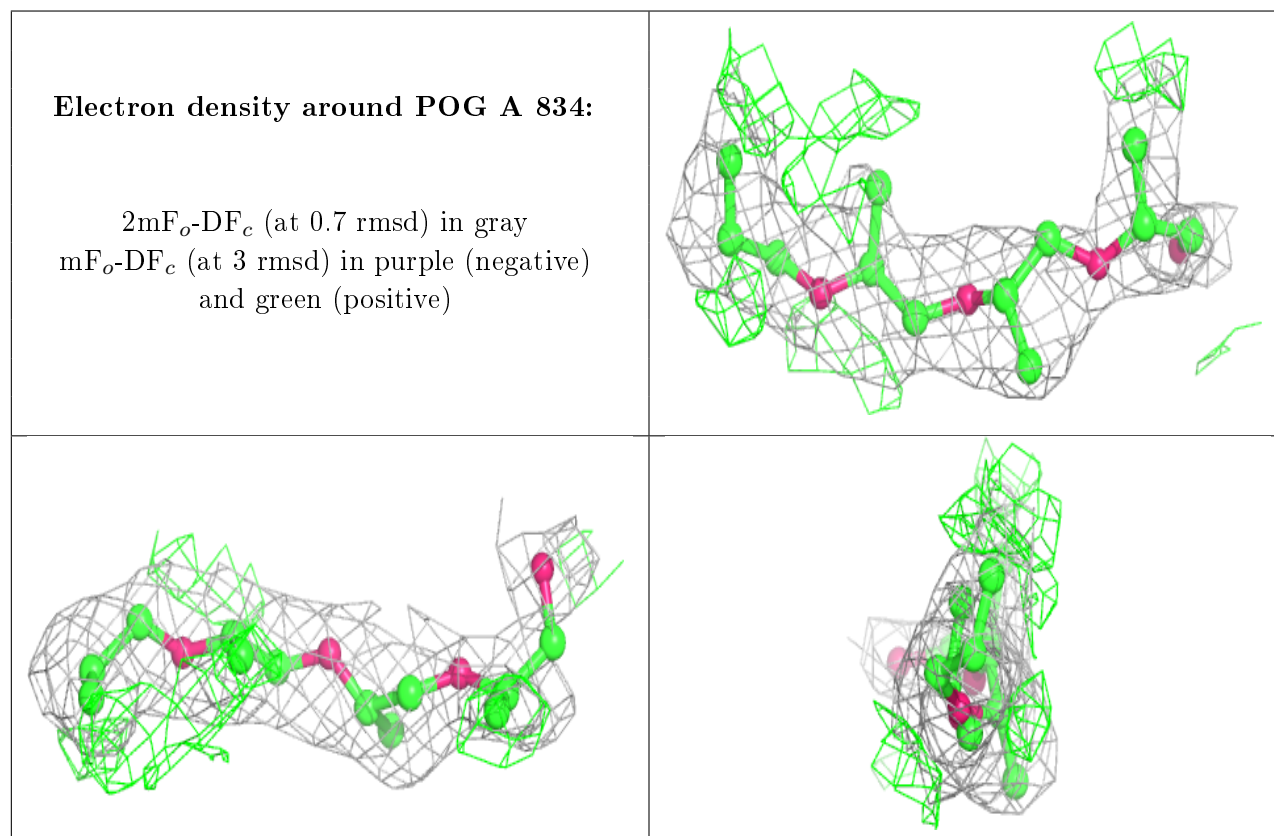 Electron density around POG A 834:
2mFo-DFc (at 0.7 rmsd) in gray
mFo-DFc (at 3 rmsd) in purple (negative)
and green (positive)